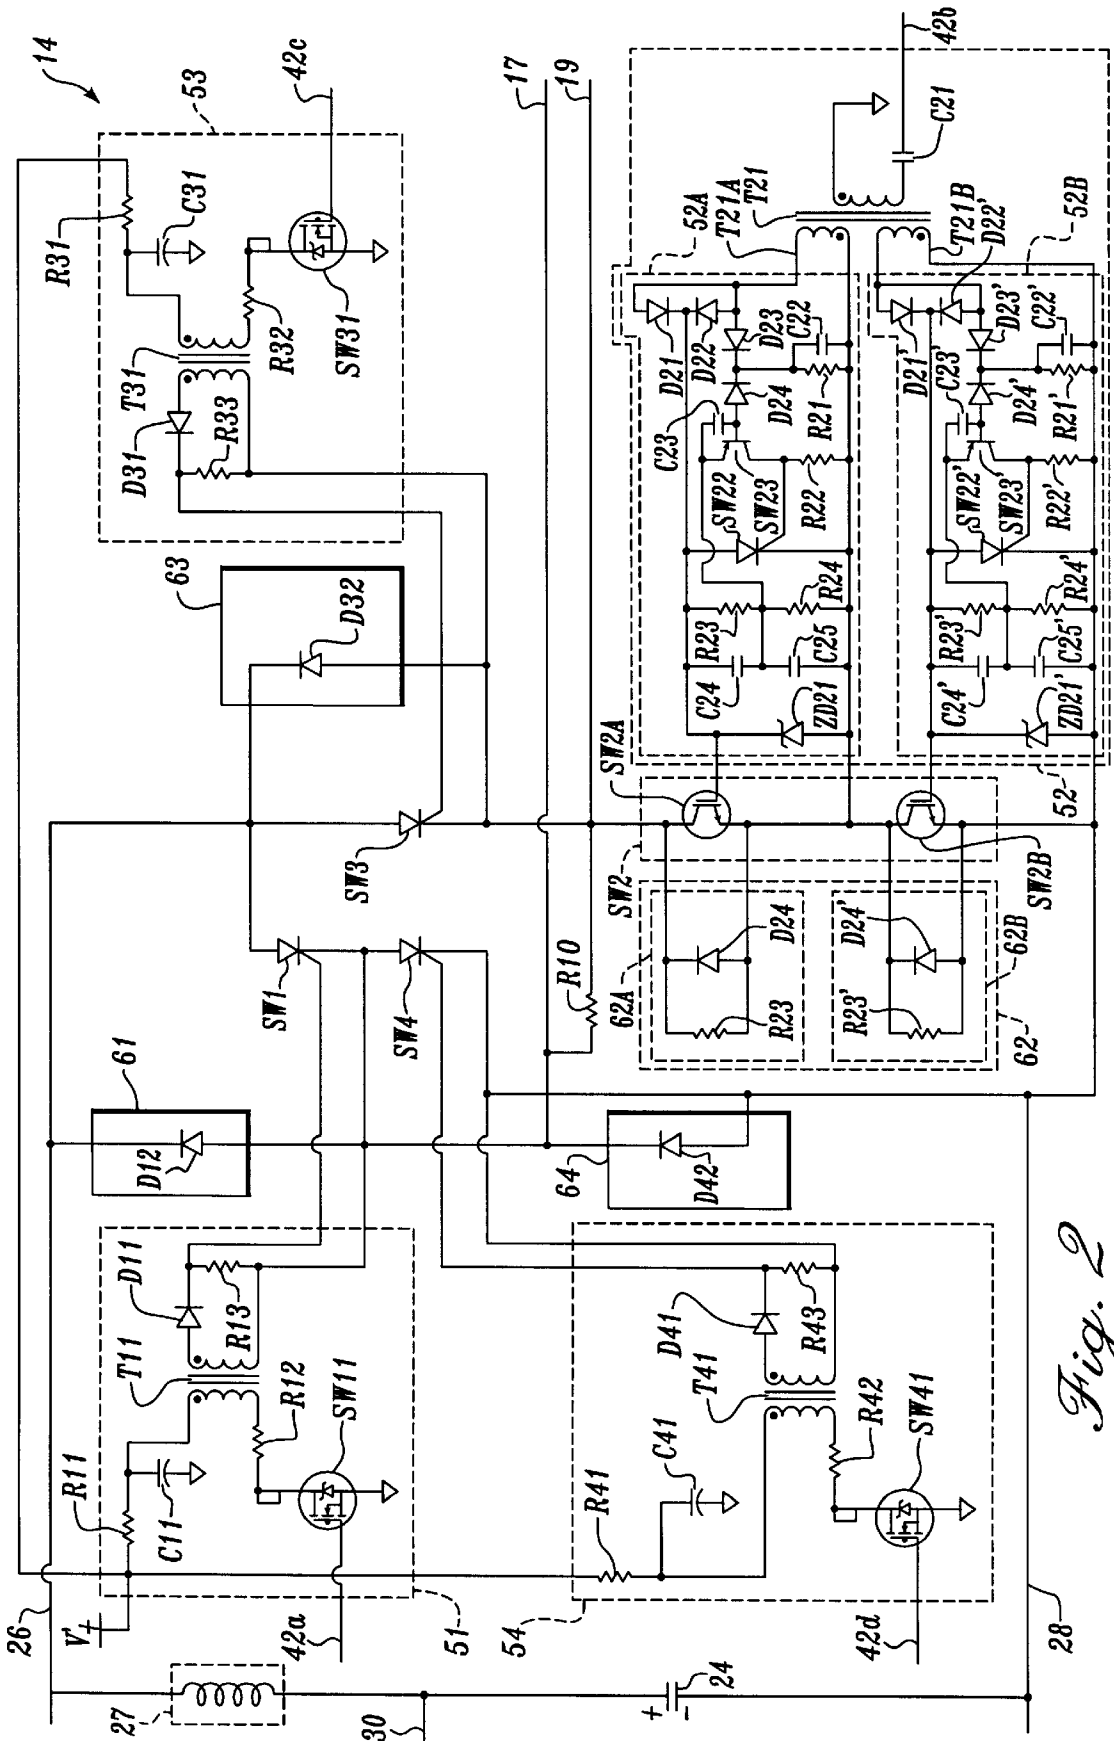 14
53
42c
17
19
42b
R31
C31
T31
D31
R33
R32
SW31
63
D32
SW3
SW1
SW4
R10
61
D12
64
D42
26
V+
R11
C11
T11
D11
R13
R12
SW11
51
42a
27
30
24
+
-
28
54
42d
R41
C41
T41
D41
R43
R42
SW41
C21
T21
T21A
T21B
52A
52B
52
D21
D22
D23
D24
C22
C23
R21
R22
SW22
SW23
R23
R24
C24
C25
ZD21
D21'
D22'
D23'
D24'
C22'
C23'
R21'
R22'
SW22'
SW23'
R23'
R24'
C24'
C25'
ZD21'
SW2A
SW2
SW2B
62A
D24
R23
62B
D24'
R23'
62
Fig. 2